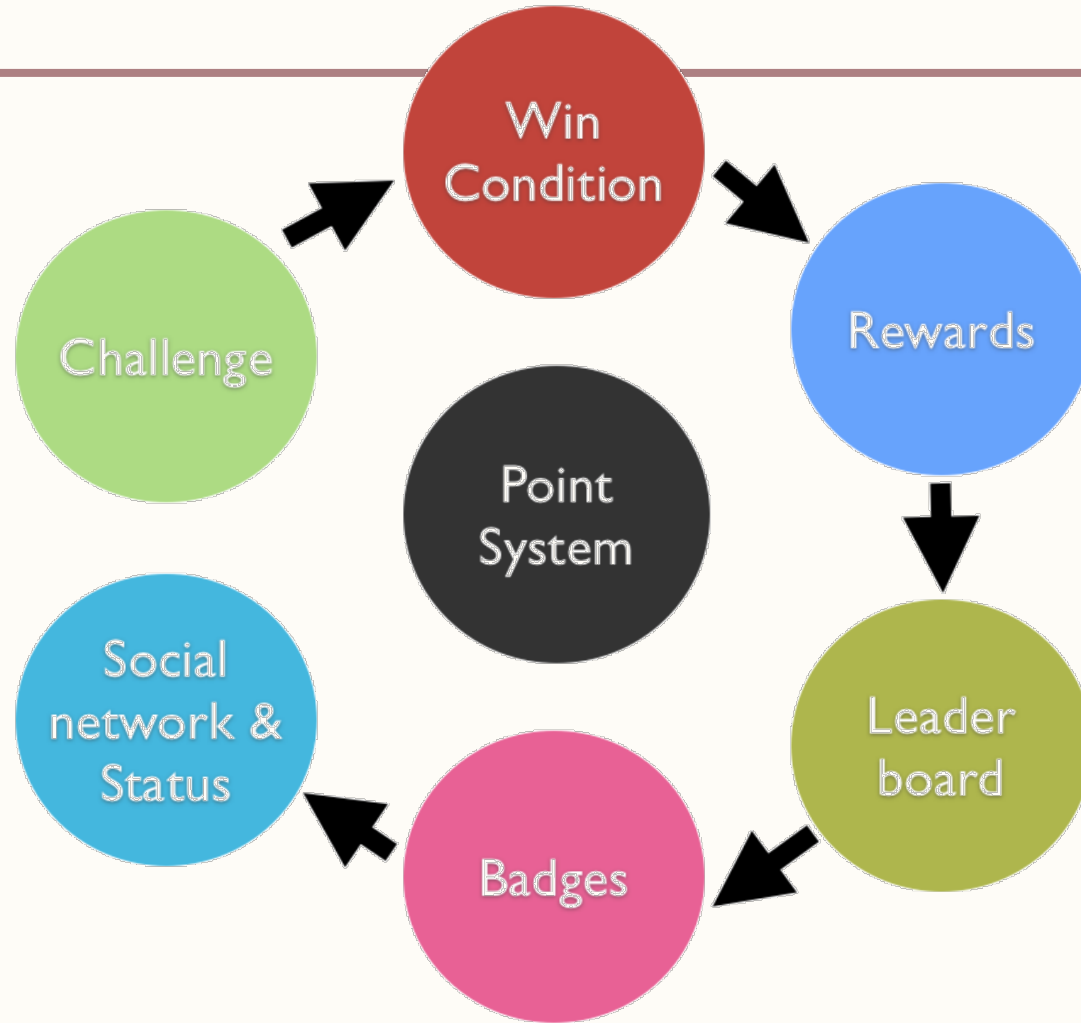 Win
Condition
Rewards
Challenge
Point
System
Leader
board
Badges
Social
network &
Status